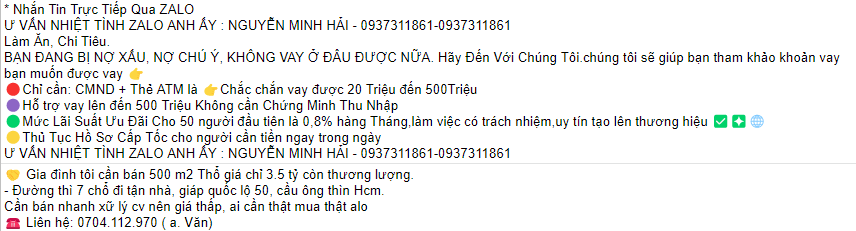 * Nhắn Tin Trực Tiếp Qua ZALO
Ư VẤN NHIỆT TÌNH ZALO ANH ẤY : NGUYỄN MINH HẢI - 0937311861-0937311861
Làm Ăn, Chi Tiêu.
BẠN ĐANG BỊ NỢ XẤU, NỢ CHÚ Ý, KHÔNG VAY Ở ĐÂU ĐƯỢC NỮA. Hãy Đến Với Chúng Tôi.chúng tôi sẽ giúp bạn tham khảo khoản vay
bạn muốn được vay 👉
🔴Chỉ cần: CMND + Thẻ ATM là 👉Chắc chắn vay được 20 Triệu đến 500Triệu
🟣Hỗ trợ vay lên đến 500 Triệu Không cần Chứng Minh Thu Nhập
🟢Mức Lãi Suất Ưu Đãi Cho 50 người đầu tiên là 0,8% hàng Tháng,làm việc có trách nhiệm,uy tín tạo lên thương hiệu ✅❇️🌐
🟡Thủ Tục Hồ Sơ Cấp Tốc cho người cần tiền ngay trong ngày
Ư VẤN NHIỆT TÌNH ZALO ANH ẤY : NGUYỄN MINH HẢI - 0937311861-0937311861
🤝 Gia đình tôi cần bán 500 m2 Thổ giá chỉ 3.5 tỷ còn thương lượng.
- Đường thì 7 chổ đi tận nhà, giáp quốc lộ 50, cầu ông thìn Hcm.
Cần bán nhanh xữ lý cv nên giá thấp, ai cần thật mua thật alo
☎️ Liên hệ: 0704.112.970 ( a. Văn)